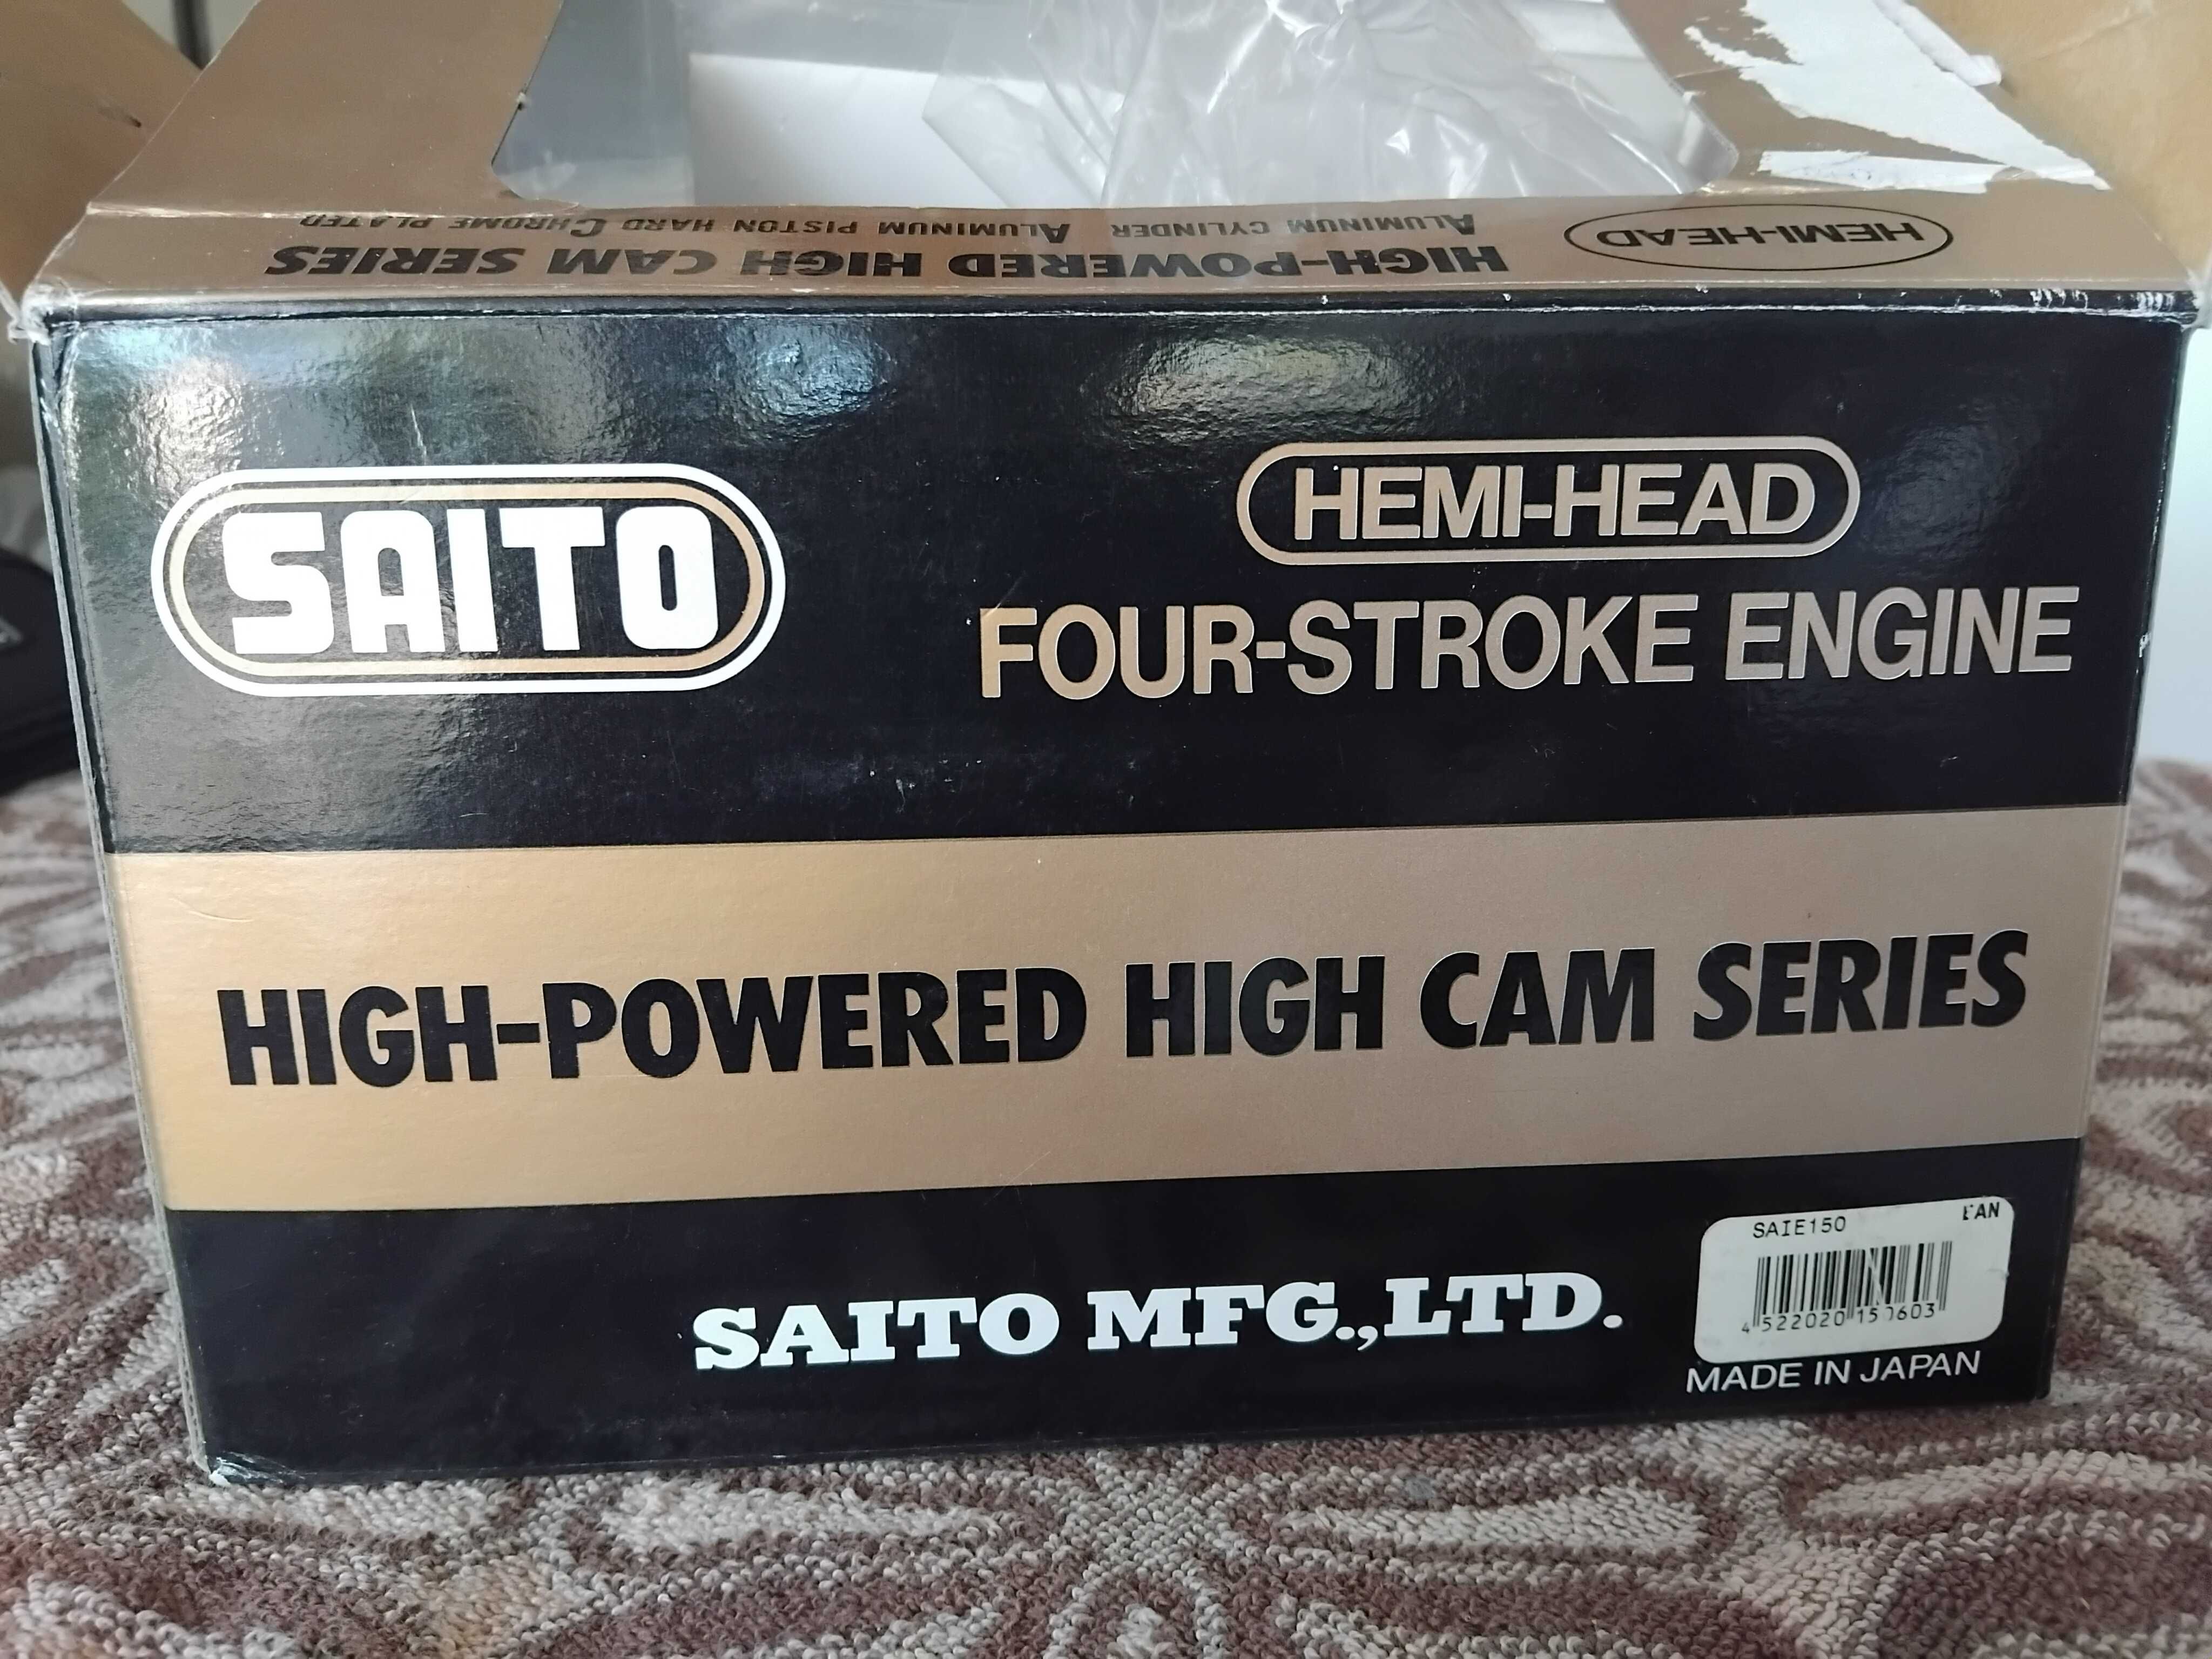 ALUMINUM CYLINDER ALUMINUM PISTON HARD CHROME PLATED
HIGH-POWERED HIGH CAM SERIES
HEMI-HEAD
SAITO
HEMI-HEAD
FOUR-STROKE ENGINE
HIGH-POWERED HIGH CAM SERIES
SAITO MFG.,LTD.
SAIE150
EAN
MADE IN JAPAN